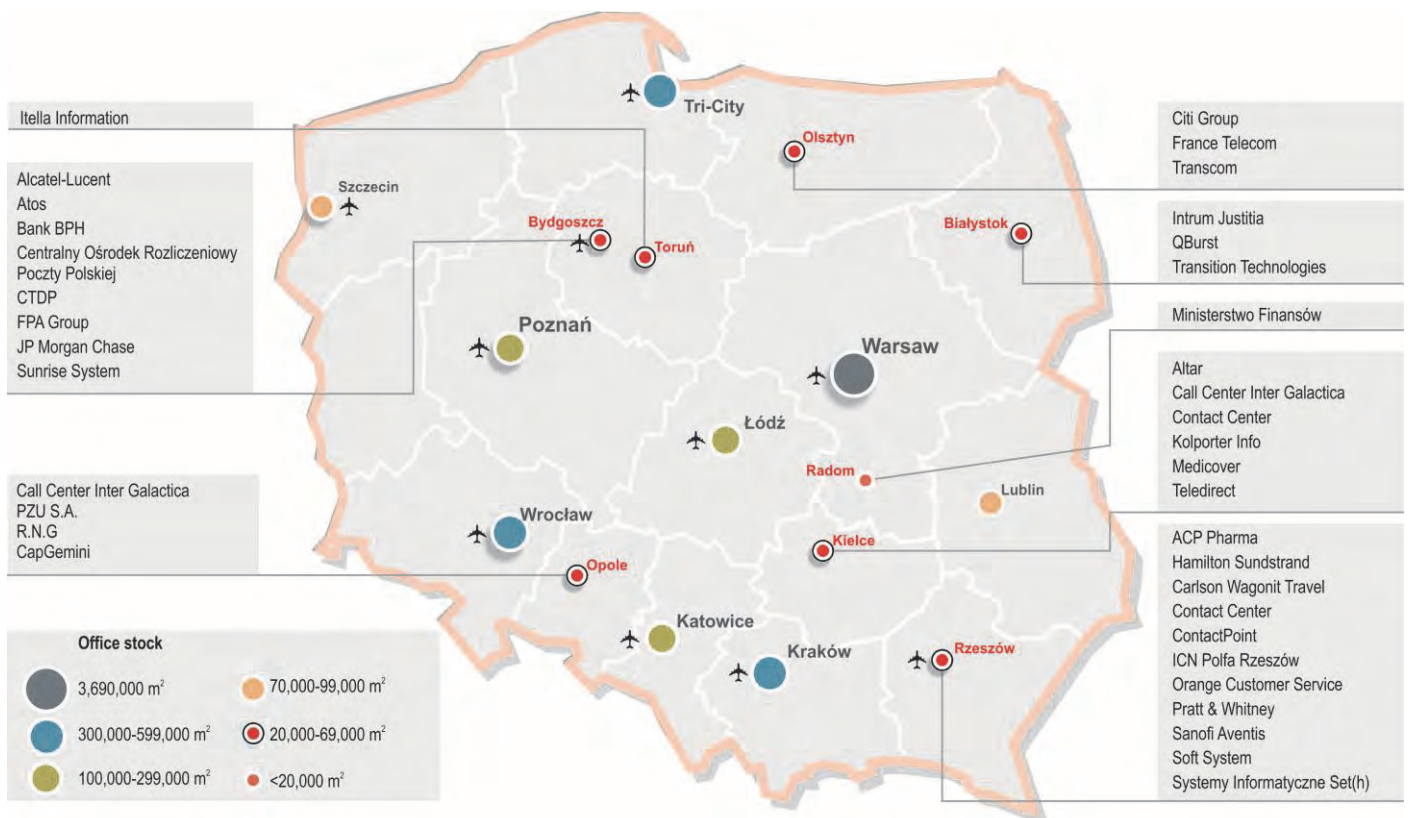 Itella Information
Alcatel-Lucent
Atos
Bank BPH
Centralny Ośrodek Rozliczeniowy
Poczty Polskiej
CTDP
FPA Group
JP Morgan Chase
Sunrise System
Call Center Inter Galactica
PZU S.A.
R.N.G
CapGemini
Tri-City
Olsztyn
Szczecin
Bydgoszcz
Toruń
Białystok
Poznań
Warsaw
Łódź
Radom
Lublin
Wrocław
Kielce
Opole
Katowice
Kraków
Rzeszów
Citi Group
France Telecom
Transcom
Intrum Justitia
QBurst
Transition Technologies
Ministerstwo Finansów
Altar
Call Center Inter Galactica
Contact Center
Kolporter Info
Medicover
Teledirect
ACP Pharma
Hamilton Sundstrand
Carlson Wagonit Travel
Contact Center
ContactPoint
ICN Polfa Rzeszów
Orange Customer Service
Pratt & Whitney
Sanofi Aventis
Soft System
Systemy Informatyczne Set(h)
Office stock
3,690,000 m²
300,000-599,000 m²
100,000-299,000 m²
70,000-99,000 m²
20,000-69,000 m²
<20,000 m²